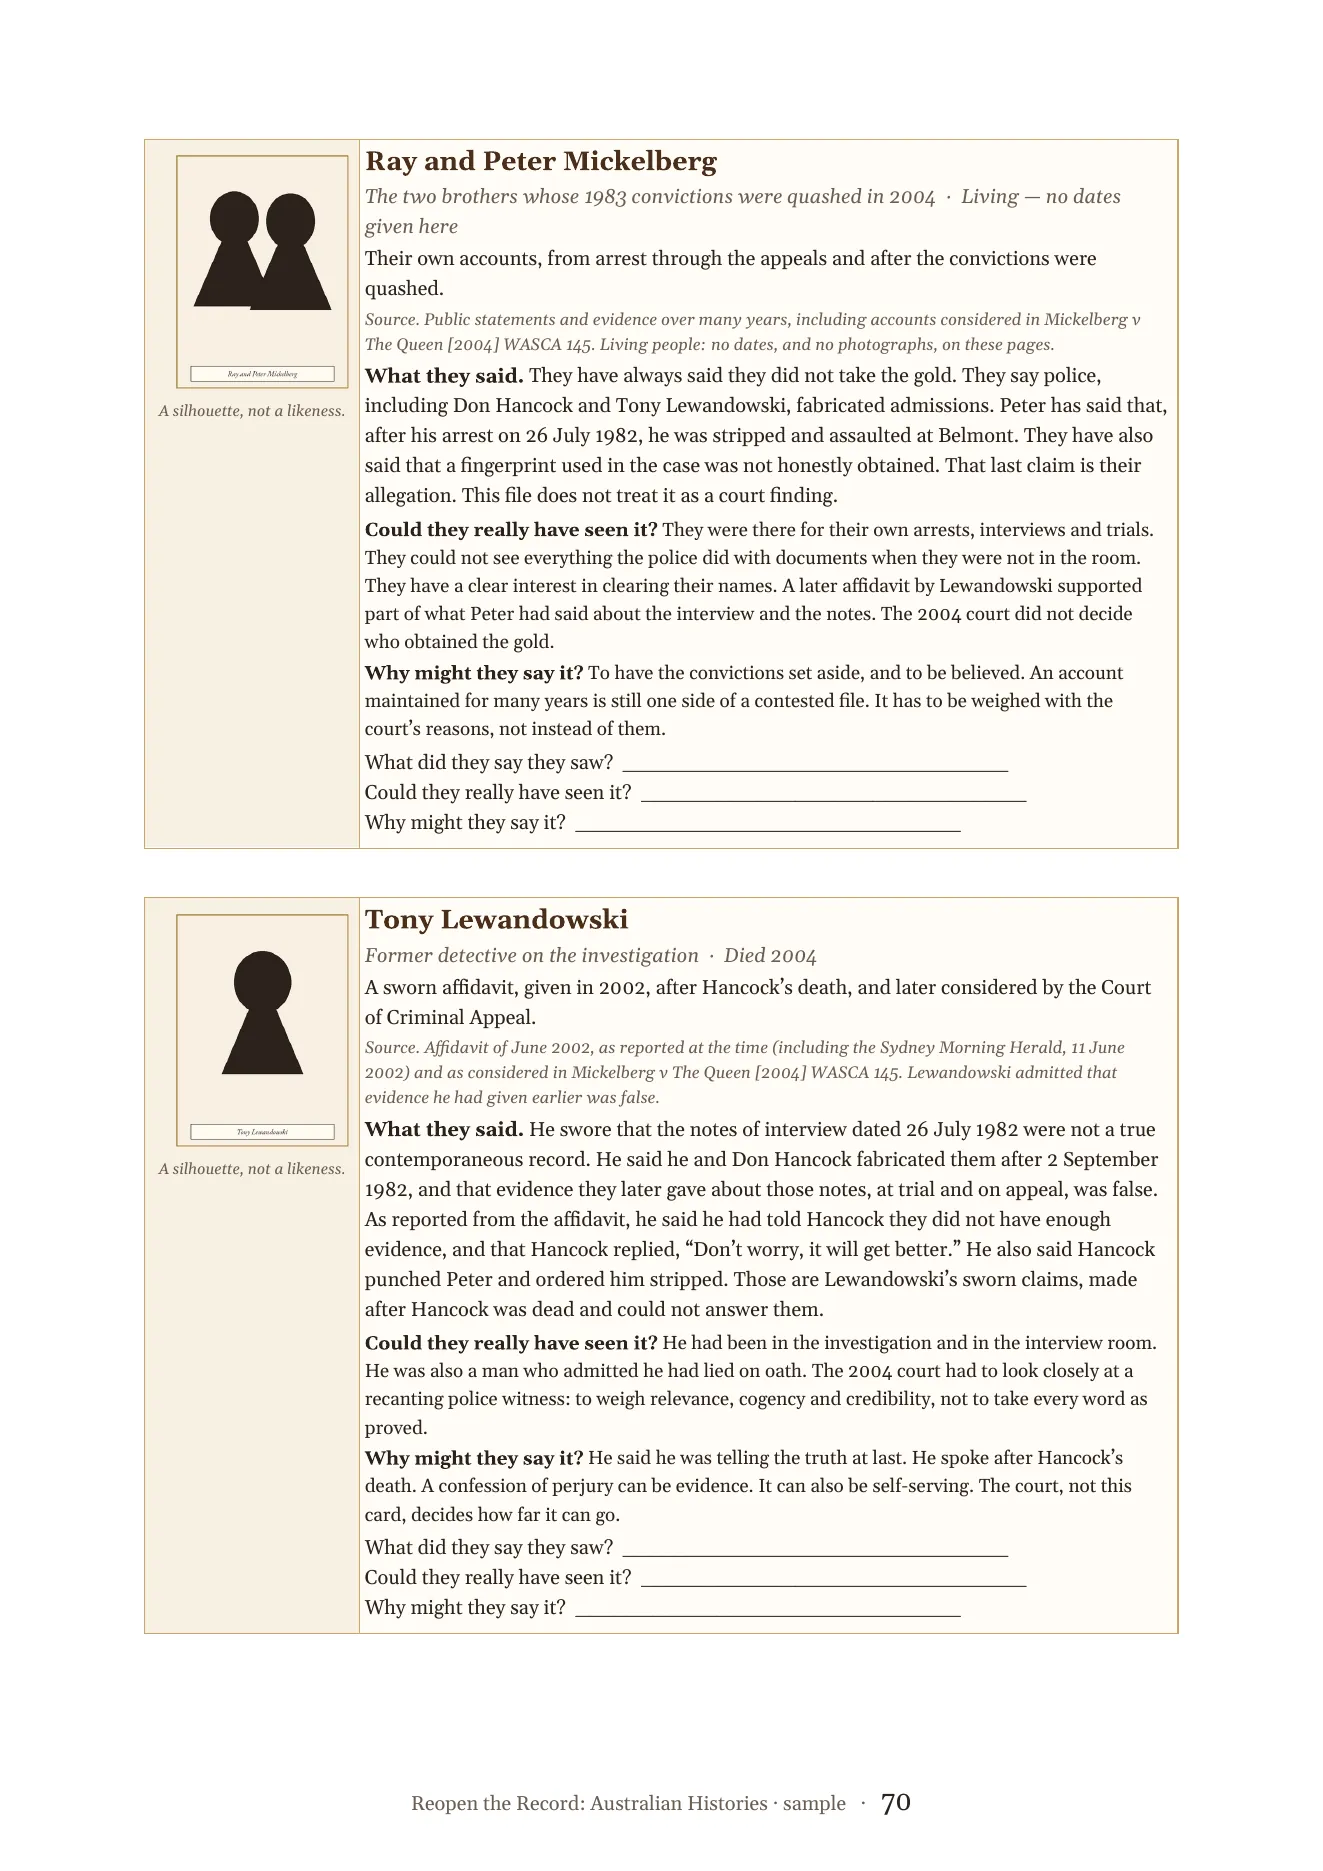 Ray and Peter Mickelberg
The two brothers whose 1983 convictions were quashed in 2004 · Living — no dates
given here
Their own accounts, from arrest through the appeals and after the convictions were
quashed.
Source. Public statements and evidence over many years, including accounts considered in Mickelberg v
The Queen [2004] WASCA 145. Living people: no dates, and no photographs, on these pages.
Ray and Peter Mickelberg
A silhouette, not a likeness.
What they said. They have always said they did not take the gold. They say police,
including Don Hancock and Tony Lewandowski, fabricated admissions. Peter has said that,
after his arrest on 26 July 1982, he was stripped and assaulted at Belmont. They have also
said that a fingerprint used in the case was not honestly obtained. That last claim is their
allegation. This file does not treat it as a court finding.
Could they really have seen it? They were there for their own arrests, interviews and trials.
They could not see everything the police did with documents when they were not in the room.
They have a clear interest in clearing their names. A later affidavit by Lewandowski supported
part of what Peter had said about the interview and the notes. The 2004 court did not decide
who obtained the gold.
Why might they say it? To have the convictions set aside, and to be believed. An account
maintained for many years is still one side of a contested file. It has to be weighed with the
court’s reasons, not instead of them.
What did they say they saw? ___________________________________
Could they really have seen it? ___________________________________
Why might they say it? ___________________________________
Tony Lewandowski
Former detective on the investigation · Died 2004
A sworn affidavit, given in 2002, after Hancock’s death, and later considered by the Court
of Criminal Appeal.
Source. Affidavit of June 2002, as reported at the time (including the Sydney Morning Herald, 11 June
2002) and as considered in Mickelberg v The Queen [2004] WASCA 145. Lewandowski admitted that
evidence he had given earlier was false.
Tony Lewandowski
A silhouette, not a likeness.
What they said. He swore that the notes of interview dated 26 July 1982 were not a true
contemporaneous record. He said he and Don Hancock fabricated them after 2 September
1982, and that evidence they later gave about those notes, at trial and on appeal, was false.
As reported from the affidavit, he said he had told Hancock they did not have enough
evidence, and that Hancock replied, “Don’t worry, it will get better.” He also said Hancock
punched Peter and ordered him stripped. Those are Lewandowski’s sworn claims, made
after Hancock was dead and could not answer them.
Could they really have seen it? He had been in the investigation and in the interview room.
He was also a man who admitted he had lied on oath. The 2004 court had to look closely at a
recanting police witness: to weigh relevance, cogency and credibility, not to take every word as
proved.
Why might they say it? He said he was telling the truth at last. He spoke after Hancock’s
death. A confession of perjury can be evidence. It can also be self-serving. The court, not this
card, decides how far it can go.
What did they say they saw? ___________________________________
Could they really have seen it? ___________________________________
Why might they say it? ___________________________________
Reopen the Record: Australian Histories · sample · 70